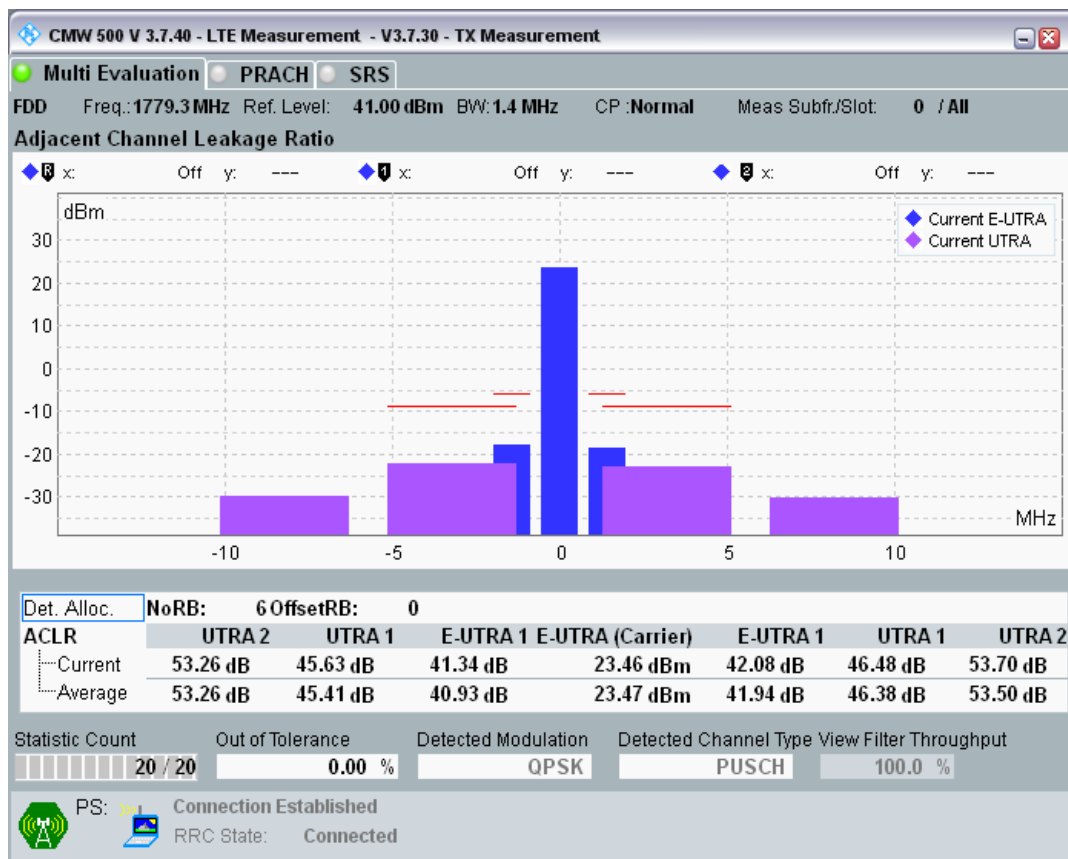 CMW 500 V 3.7.40 - LTE Measurement - V3.7.30 - TX Measurement
Multi Evaluation PRACH SRS
FDD Freq.: 1779.3 MHz Ref. Level: 41.00 dBm BW: 1.4 MHz CP :Normal Meas Subfr./Slot: 0 / All
Adjacent Channel Leakage Ratio
R x: Off y: --- 1 x: Off y: --- 2 x: Off y: ---
dBm
Current E-UTRA
Current UTRA
30
20
10
0
-10
-20
-30
MHz
-10 -5 0 5 10
Det. Alloc. NoRB: 6 OffsetRB: 0
ACLR UTRA 2 UTRA 1 E-UTRA 1 E-UTRA (Carrier) E-UTRA 1 UTRA 1 UTRA 2
Current 53.26 dB 45.63 dB 41.34 dB 23.46 dBm 42.08 dB 46.48 dB 53.70 dB
Average 53.26 dB 45.41 dB 40.93 dB 23.47 dBm 41.94 dB 46.38 dB 53.50 dB
Statistic Count Out of Tolerance Detected Modulation Detected Channel Type View Filter Throughput
20 / 20 0.00 % QPSK PUSCH 100.0 %
PS: Connection Established
RRC State: Connected